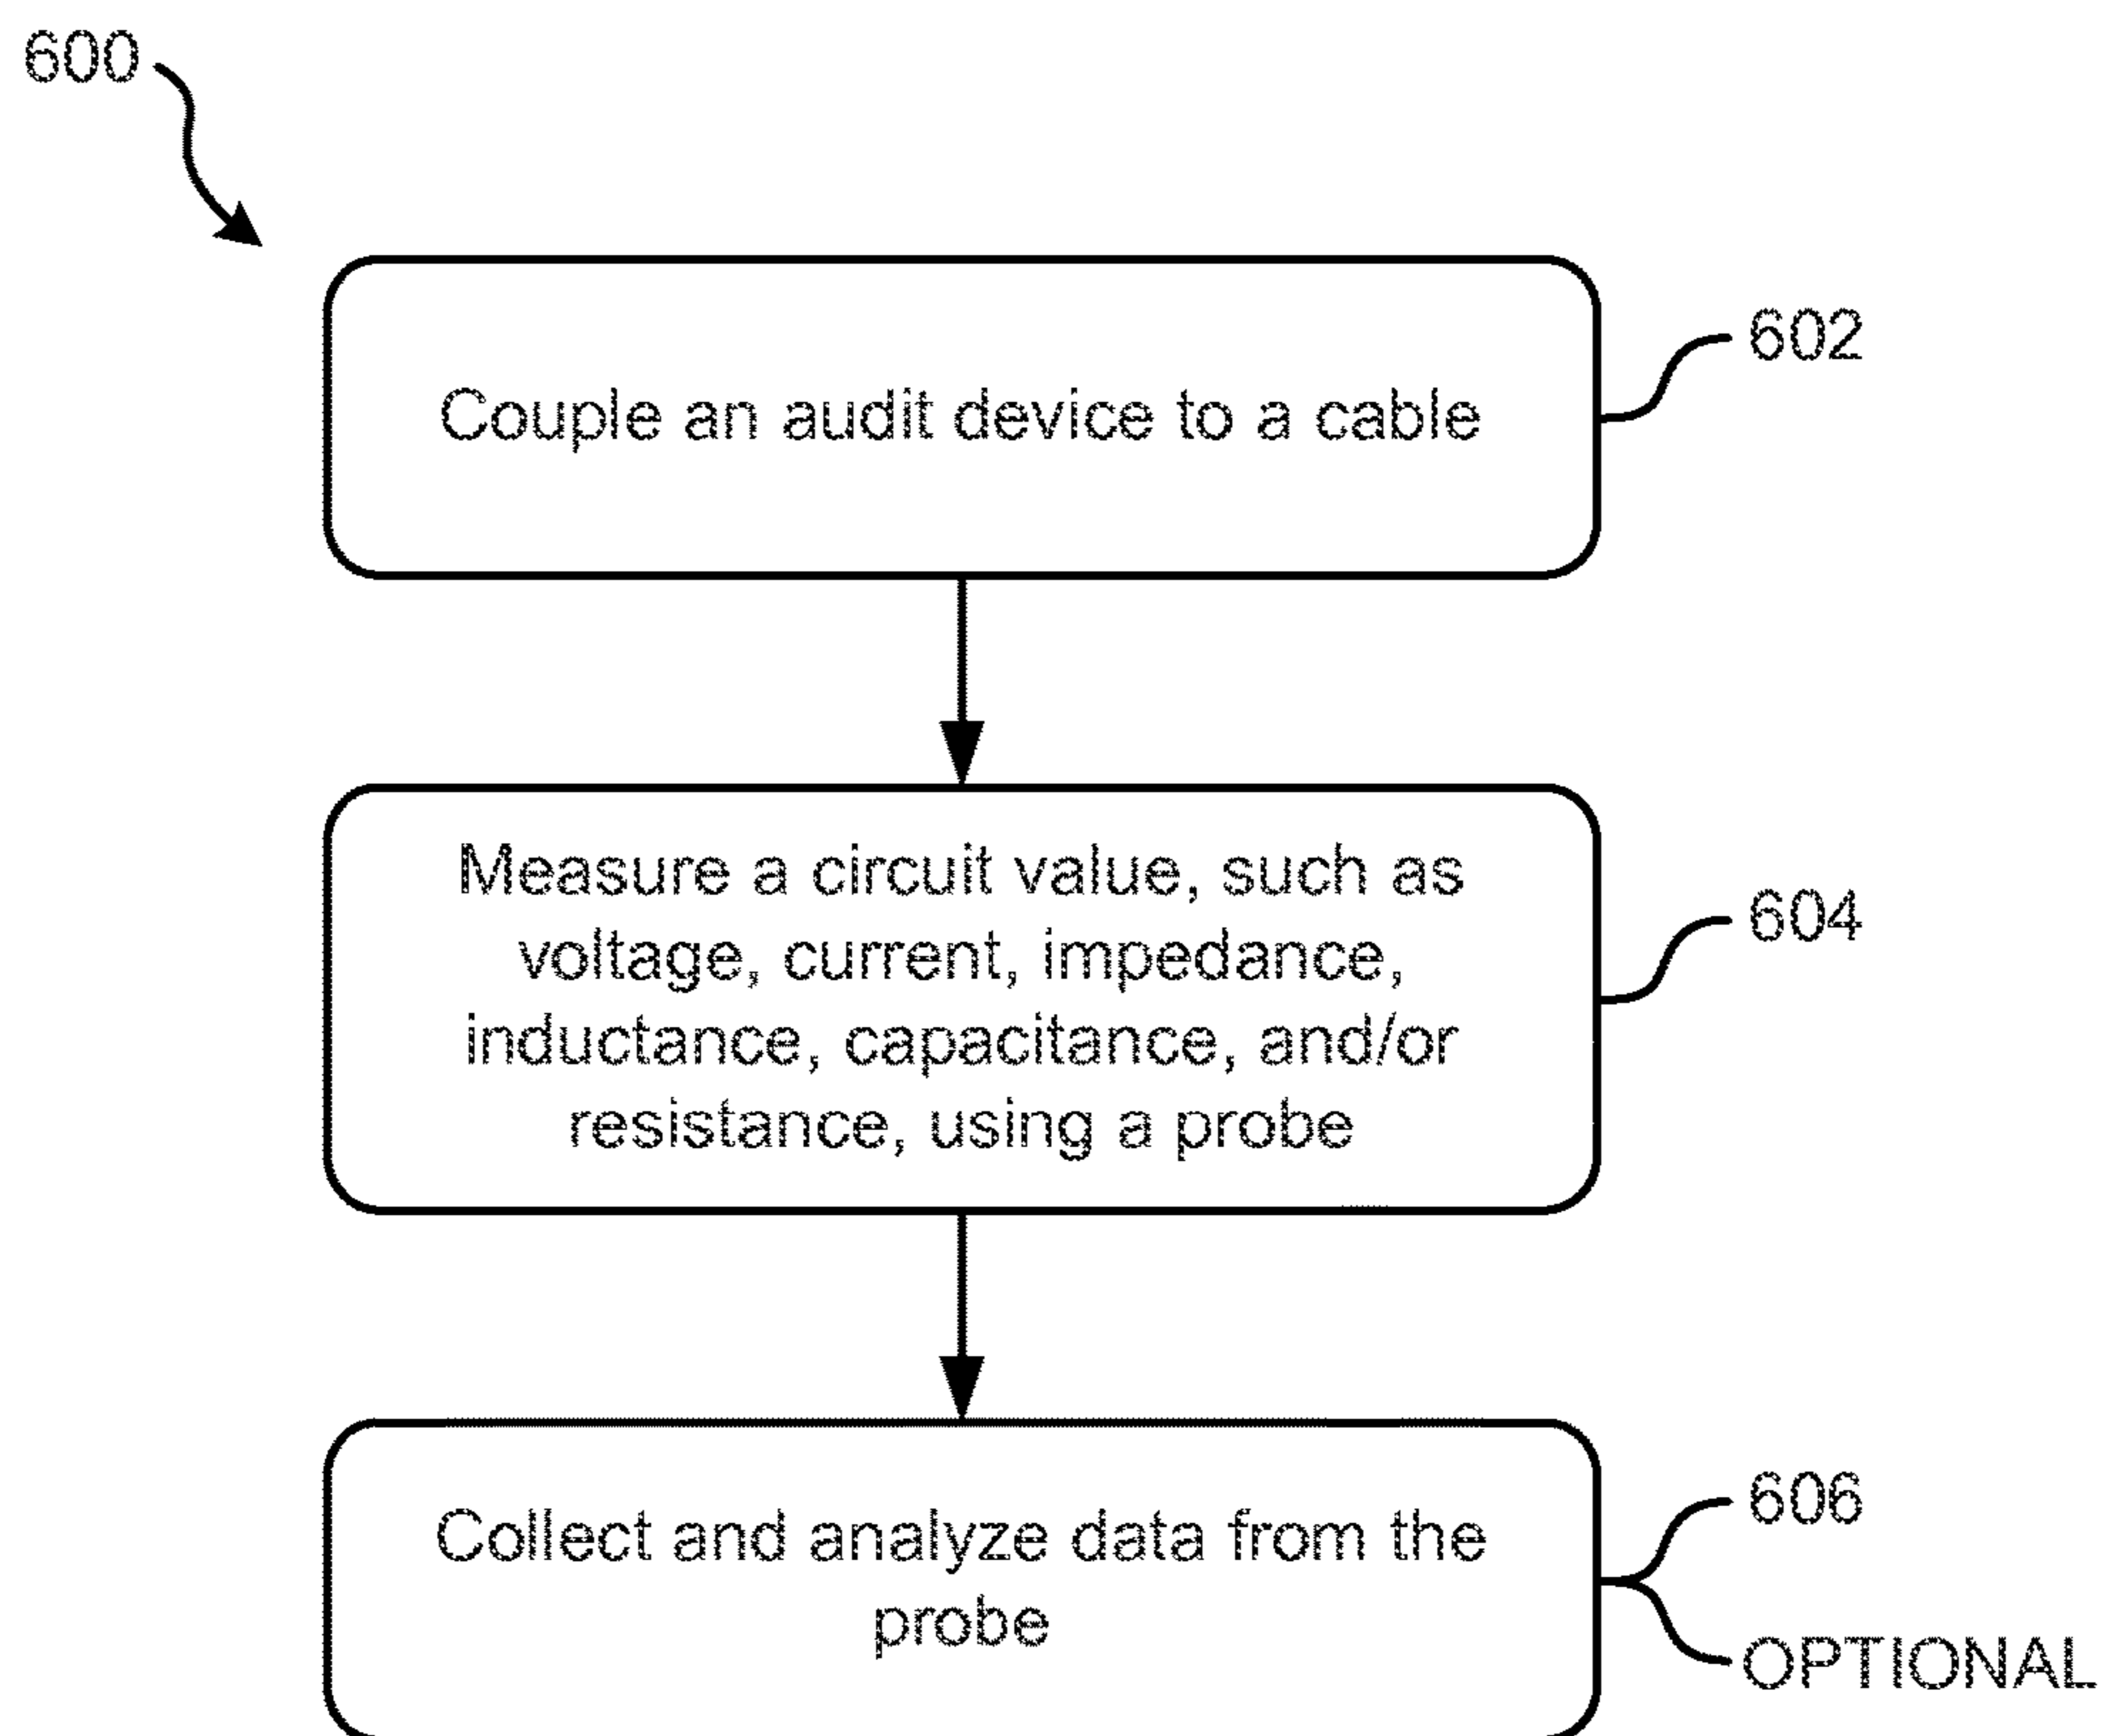 600
Couple an audit device to a cable
602
Measure a circuit value, such as
voltage, current, impedance,
inductance, capacitance, and/or
resistance, using a probe
604
Collect and analyze data from the
probe
606
OPTIONAL